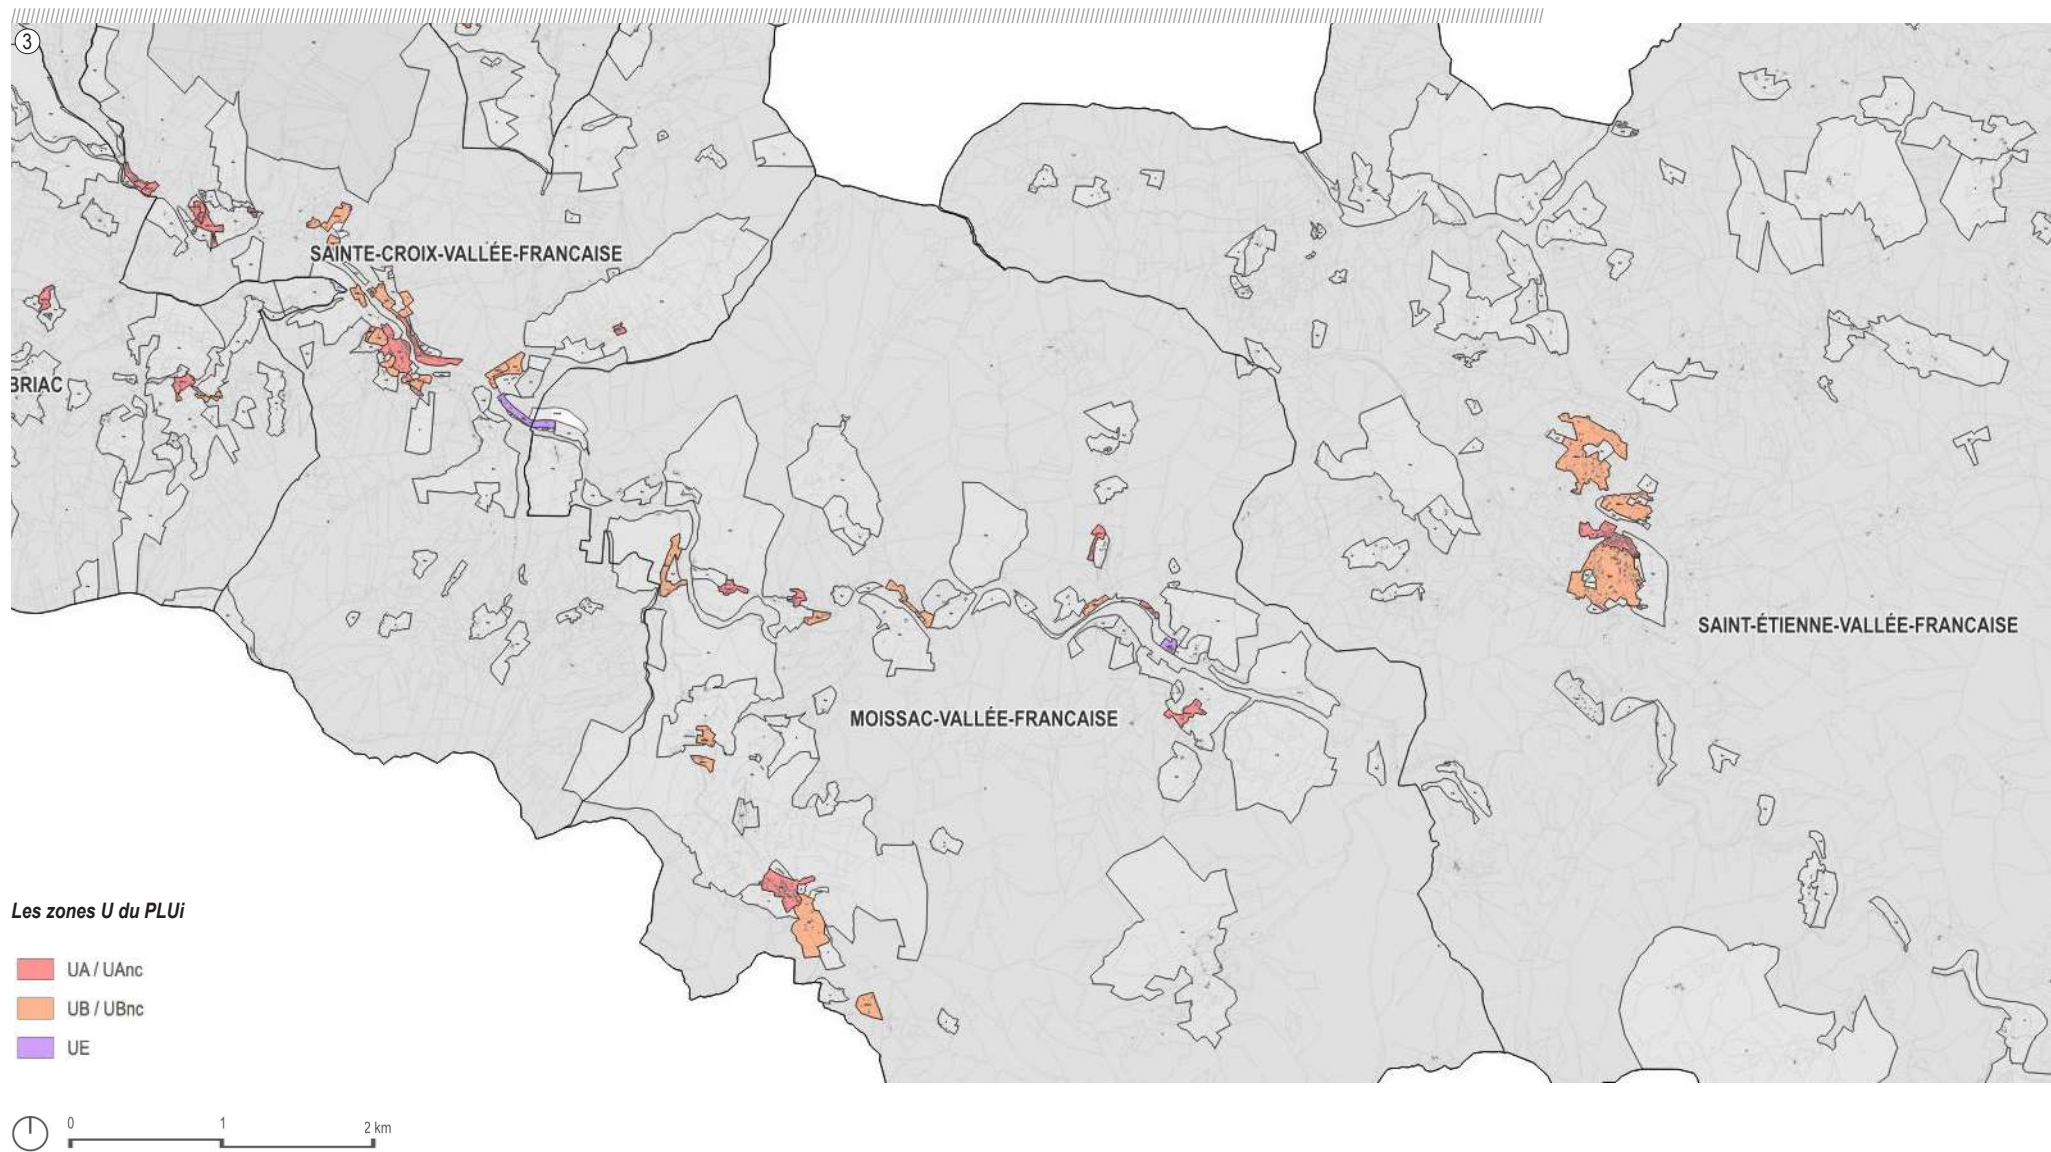 3
SAINTE-CROIX-VALLÉE-FRANCAISE
BRIAC
SAINT-ÉTIENNE-VALLÉE-FRANCAISE
MOISSAC-VALLÉE-FRANCAISE
Les zones U du PLUi
UA / UAnc
UB / UBnc
UE
0 1 2 km